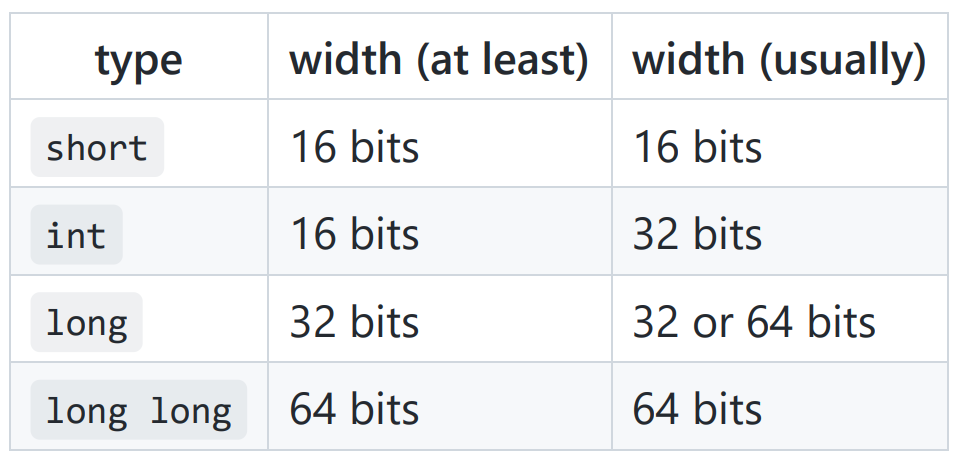 type width (at least) width (usually)
short 16 bits 16 bits
int 16 bits 32 bits
long 32 bits 32 or 64 bits
long long 64 bits 64 bits